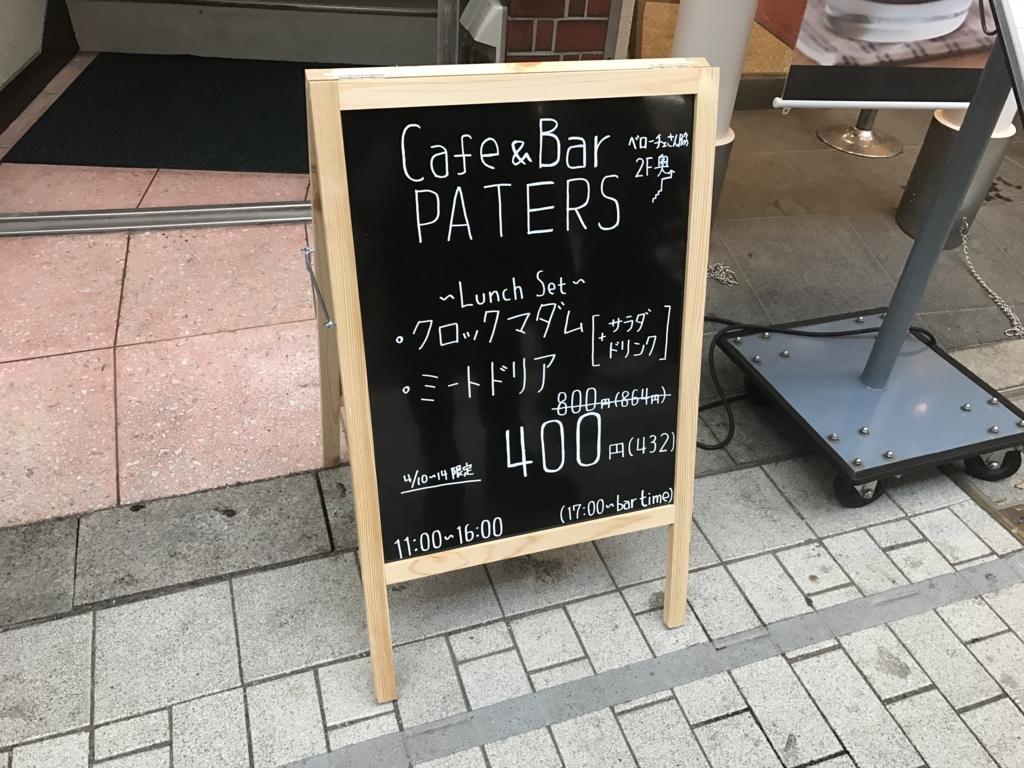 Cafe & Bar
PATERS
ベローチェさん脇
2F奥
~Lunch Set~
・クロックマダム
・ミートドリア
[+サラダ
ドリンク]
800円(864円)
400円(432)
4/10~14 限定
11:00~16:00
(17:00~bar time)